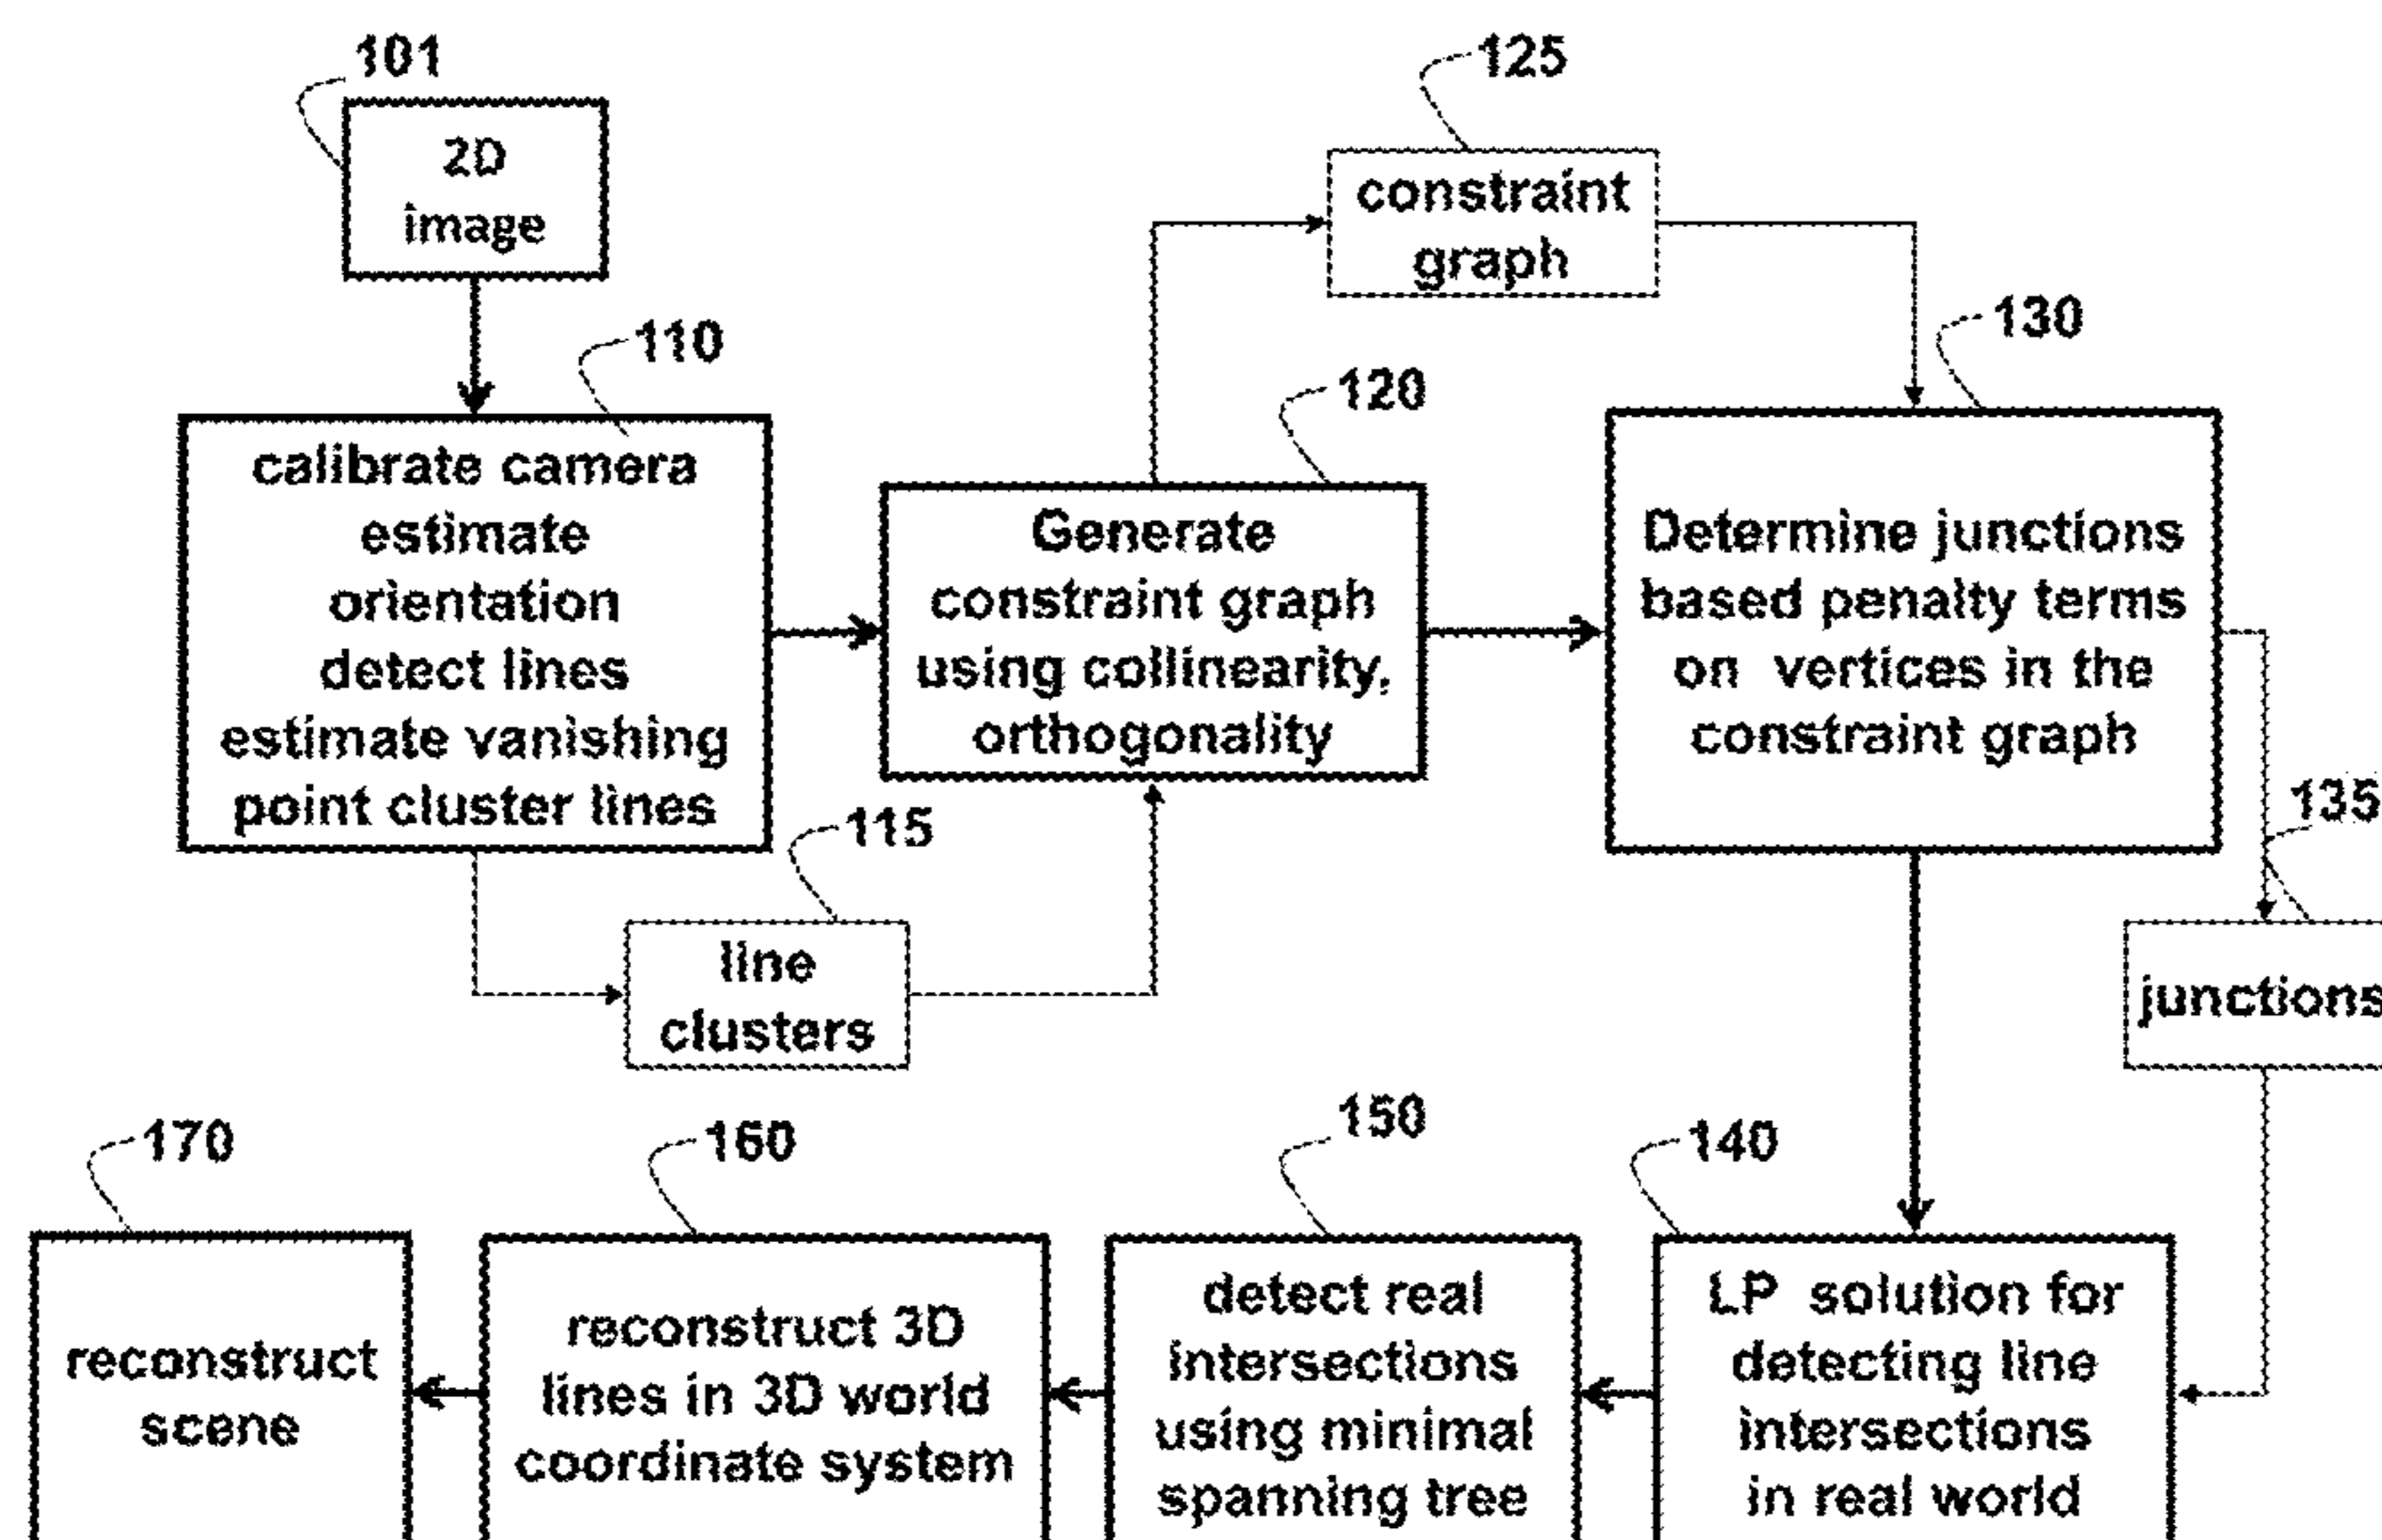 101
2D
image
110
calibrate camera
estimate
orientation
detect lines
estimate vanishing
point cluster lines
115
line
clusters
120
Generate
constraint graph
using collinearity,
orthogonality
125
constraint
graph
130
Determine junctions
based penalty terms
on vertices in the
constraint graph
135
junctions
140
LP solution for
detecting line
intersections
in real world
150
detect real
intersections
using minimal
spanning tree
160
reconstruct 3D
lines in 3D world
coordinate system
170
reconstruct
scene